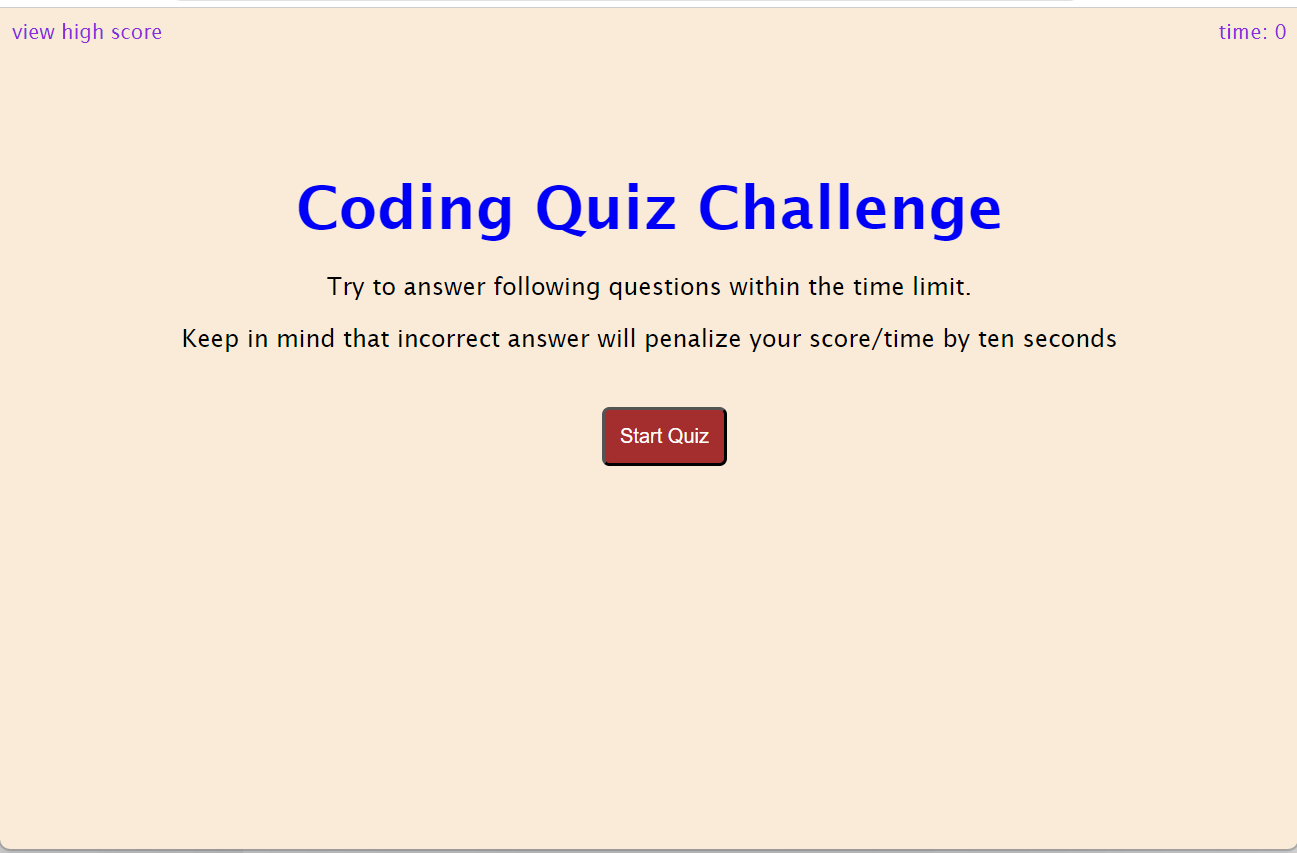 view high score
time: 0
Coding Quiz Challenge
Try to answer following questions within the time limit.
Keep in mind that incorrect answer will penalize your score/time by ten seconds
Start Quiz